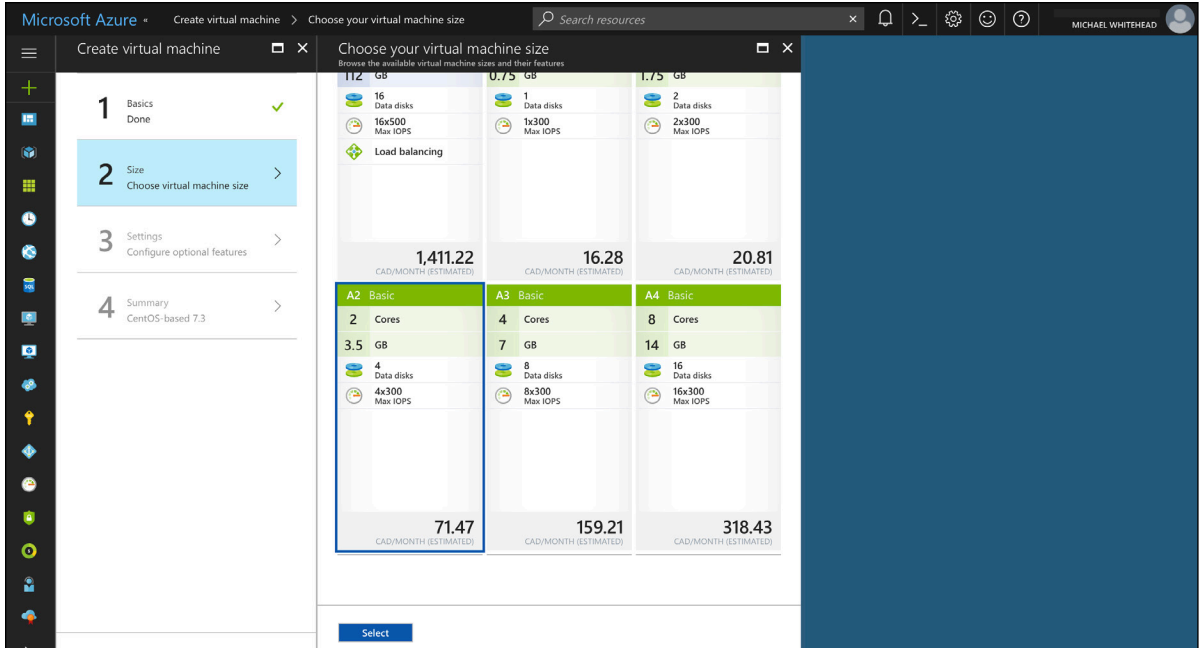 Microsoft Azure «
Create virtual machine > Choose your virtual machine size
Search resources
MICHAEL WHITEHEAD
Create virtual machine
1
Basics
Done
2
Size
Choose virtual machine size
3
Settings
Configure optional features
4
Summary
CentOS-based 7.3
Choose your virtual machine size
Browse the available virtual machine sizes and their features
112 GB
16
Data disks
16x500
Max IOPS
Load balancing
1,411.22
CAD/MONTH (ESTIMATED)
0.75 GB
1
Data disks
1x300
Max IOPS
16.28
CAD/MONTH (ESTIMATED)
1.75 GB
2
Data disks
2x300
Max IOPS
20.81
CAD/MONTH (ESTIMATED)
A2 Basic
2 Cores
3.5 GB
4
Data disks
4x300
Max IOPS
71.47
CAD/MONTH (ESTIMATED)
A3 Basic
4 Cores
7 GB
8
Data disks
8x300
Max IOPS
159.21
CAD/MONTH (ESTIMATED)
A4 Basic
8 Cores
14 GB
16
Data disks
16x300
Max IOPS
318.43
CAD/MONTH (ESTIMATED)
Select